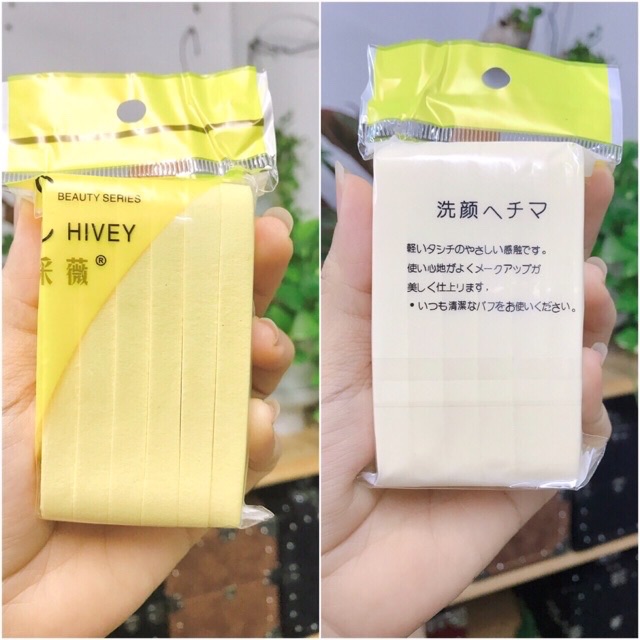 BEAUTY SERIES
HIVEY
采薇®
洗顔ヘチマ
軽いタシチのやさしい感触です。
使い心地がよくメークアップが
美しく仕上ります.
• いつも清潔なパフをお使いください。